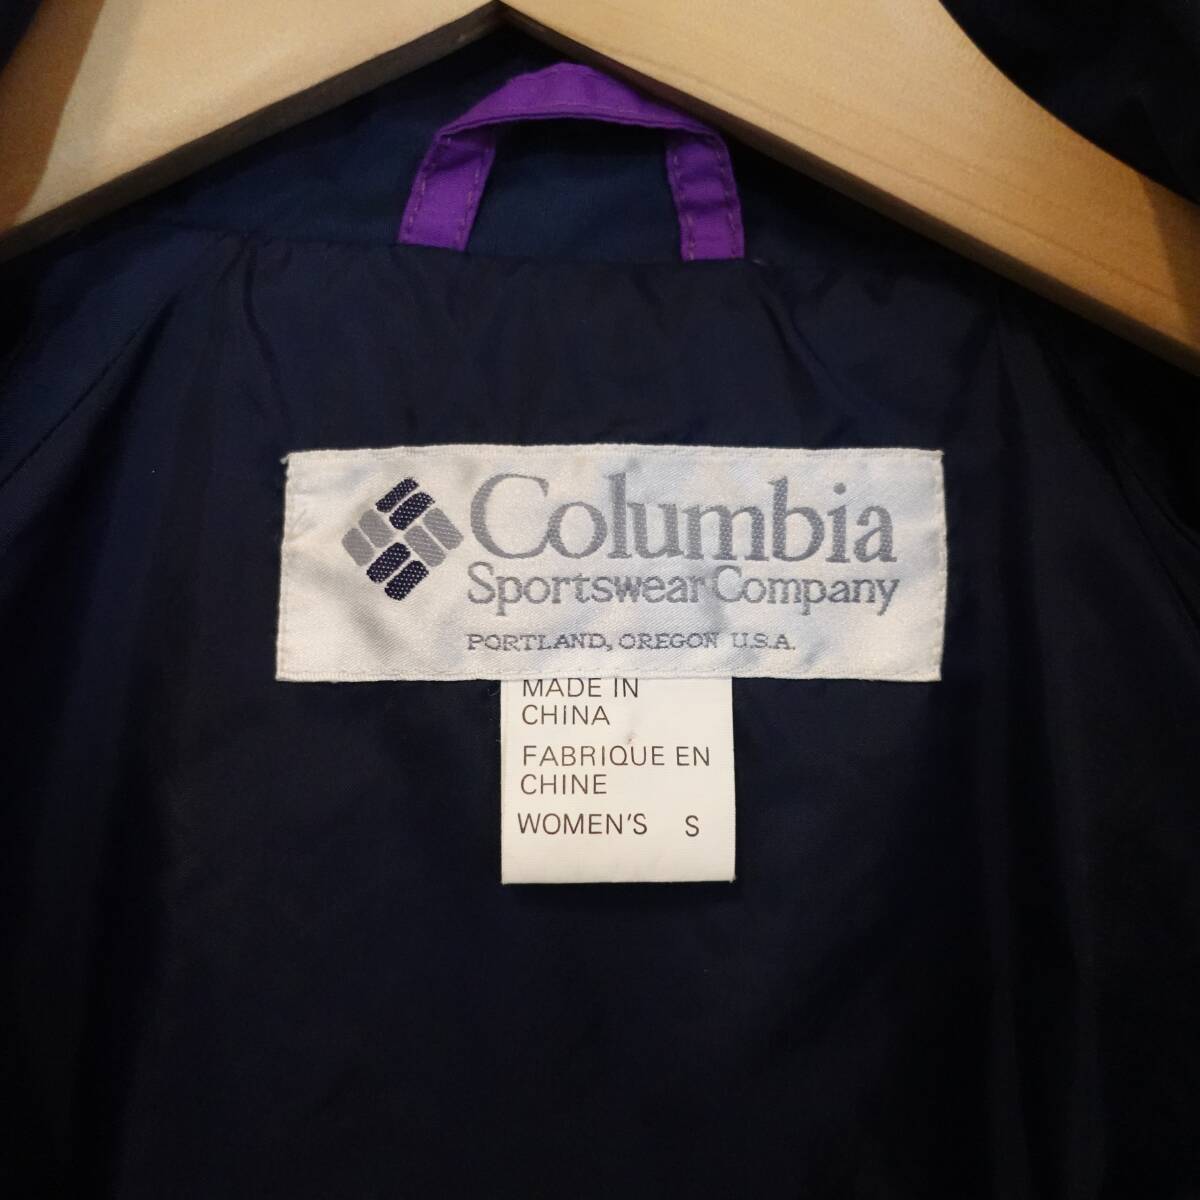 Columbia
Sportswear Company
PORTLAND, OREGON U.S.A.
MADE IN
CHINA
FABRIQUE EN
CHINE
WOMEN'S S